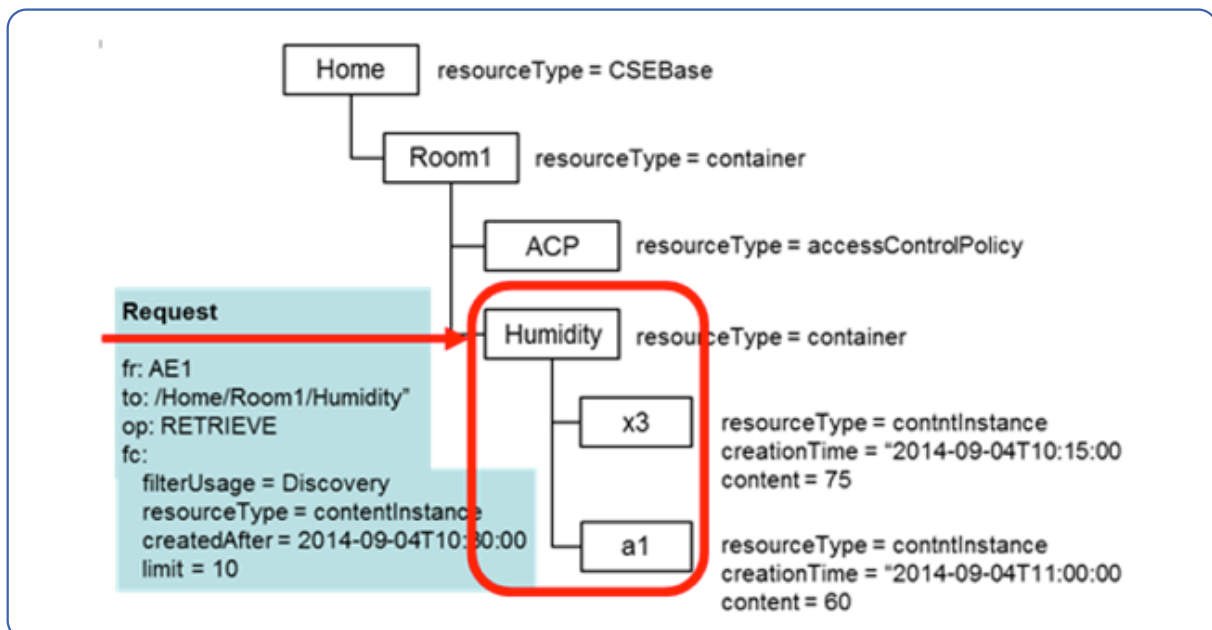 Home
resourceType = CSEBase
Room1
resourceType = container
ACP
resourceType = accessControlPolicy
Request
Humidity
resourceType = container
fr: AE1
to: /Home/Room1/Humidity”
op: RETRIEVE
fc:
filterUsage = Discovery
resourceType = contentInstance
createdAfter = 2014-09-04T10:30:00
limit = 10
x3
resourceType = contntInstance
creationTime = “2014-09-04T10:15:00
content = 75
a1
resourceType = contntInstance
creationTime = “2014-09-04T11:00:00
content = 60